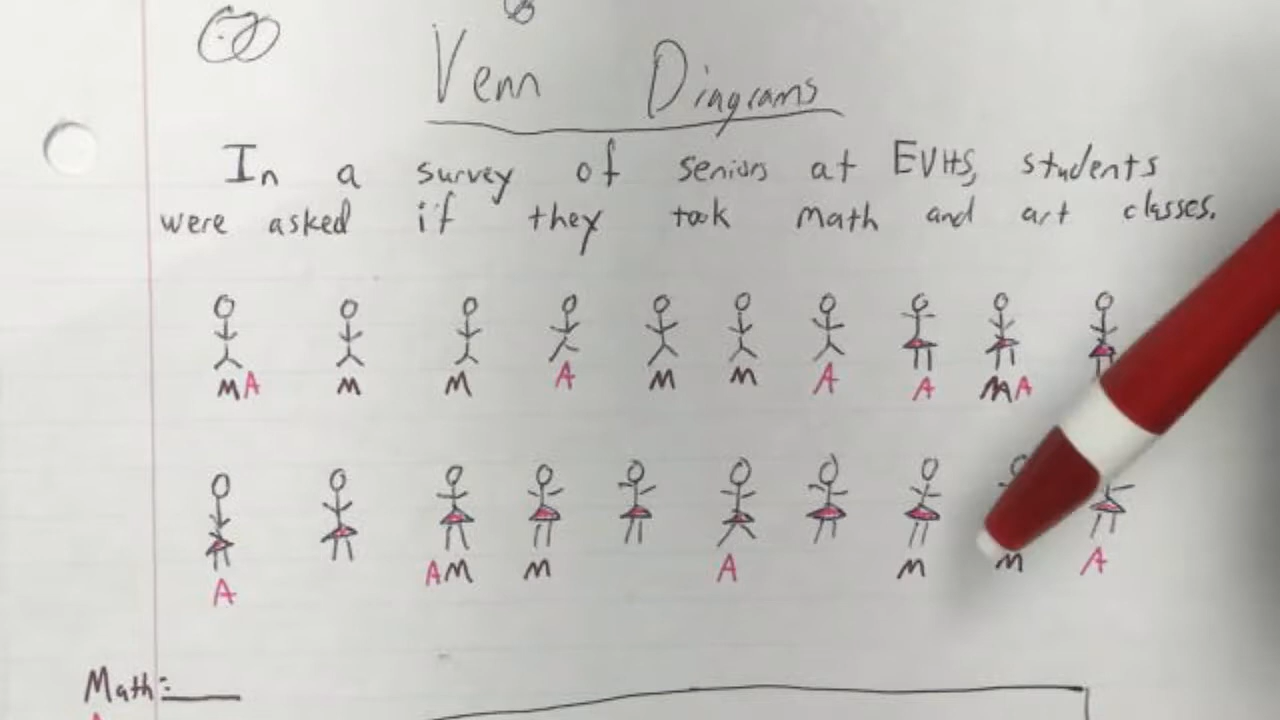 Venn Diagrams
In a survey of seniors at EVHS, students
were asked if they took math and art classes.
MA M M A M M A A MA
A AM M A M M A
Math: